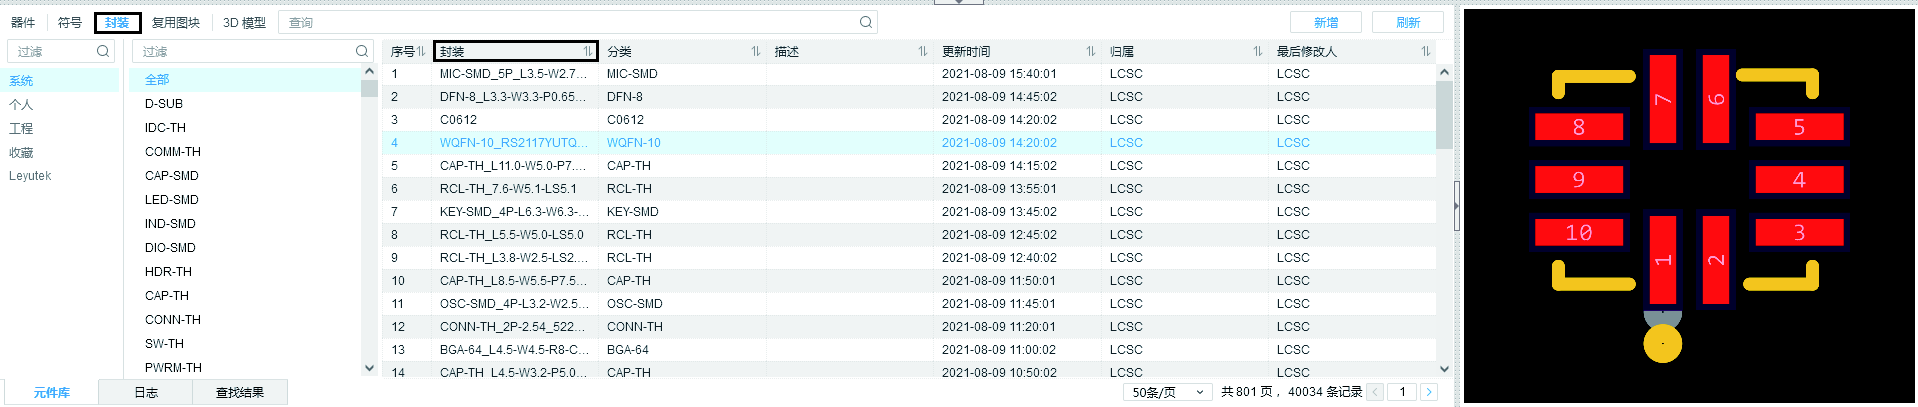 器件 符号 封装 复用图块 3D 模型 查询 新增 刷新
过滤 过滤 序号 封装 分类 描述 更新时间 归属 最后修改人
系统
个人
工程
收藏
Leyutek
全部
D-SUB
IDC-TH
COMM-TH
CAP-SMD
LED-SMD
IND-SMD
DIO-SMD
HDR-TH
CAP-TH
CONN-TH
SW-TH
PWRM-TH
1 MIC-SMD_5P_L3.5-W2.7... MIC-SMD 2021-08-09 15:40:01 LCSC LCSC
2 DFN-8_L3.3-W3.3-P0.65... DFN-8 2021-08-09 14:45:02 LCSC LCSC
3 C0612 C0612 2021-08-09 14:20:02 LCSC LCSC
4 WQFN-10_RS2117YUTQ... WQFN-10 2021-08-09 14:20:02 LCSC LCSC
5 CAP-TH_L11.0-W5.0-P7.... CAP-TH 2021-08-09 14:15:02 LCSC LCSC
6 RCL-TH_7.6-W5.1-LS5.1 RCL-TH 2021-08-09 13:55:01 LCSC LCSC
7 KEY-SMD_4P-L6.3-W6.3-... KEY-SMD 2021-08-09 13:45:02 LCSC LCSC
8 RCL-TH_L5.5-W5.0-LS5.0 RCL-TH 2021-08-09 12:45:02 LCSC LCSC
9 RCL-TH_L3.8-W2.5-LS2.... RCL-TH 2021-08-09 12:40:02 LCSC LCSC
10 CAP-TH_L8.5-W5.5-P7.5... CAP-TH 2021-08-09 11:50:01 LCSC LCSC
11 OSC-SMD_4P-L3.2-W2.5... OSC-SMD 2021-08-09 11:45:01 LCSC LCSC
12 CONN-TH_2P-2.54_522... CONN-TH 2021-08-09 11:20:01 LCSC LCSC
13 BGA-64_L4.5-W4.5-R8-C... BGA-64 2021-08-09 11:00:02 LCSC LCSC
14 CAP-TH_L4.5-W3.2-P5.0... CAP-TH 2021-08-09 10:50:02 LCSC LCSC
元件库 日志 查找结果 50条/页 共 801 页， 40034 条记录 1
7 6
8 5
9 4
10 3
1 2